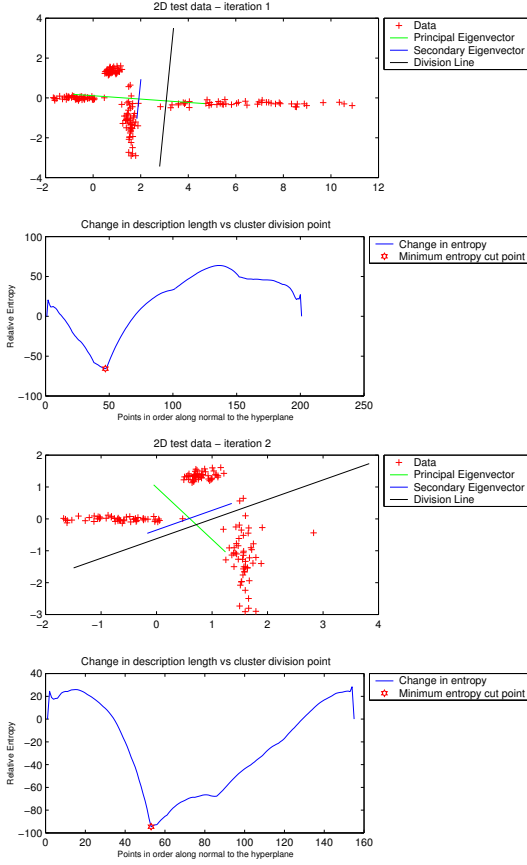 2D test data − iteration 1
Data
Principal Eigenvector
Secondary Eigenvector
Division Line
4
2
0
−2
−4
−2 0 2 4 6 8 10 12
Change in description length vs cluster division point
Change in entropy
Minimum entropy cut point
Relative Entropy
100
50
0
−50
−100
0 50 100 150 200 250
Points in order along normal to the hyperplane
2D test data − iteration 2
Data
Principal Eigenvector
Secondary Eigenvector
Division Line
2
1
0
−1
−2
−3
−2 −1 0 1 2 3 4
Change in description length vs cluster division point
Change in entropy
Minimum entropy cut point
Relative Entropy
40
20
0
−20
−40
−60
−80
−100
0 20 40 60 80 100 120 140 160
Points in order along normal to the hyperplane